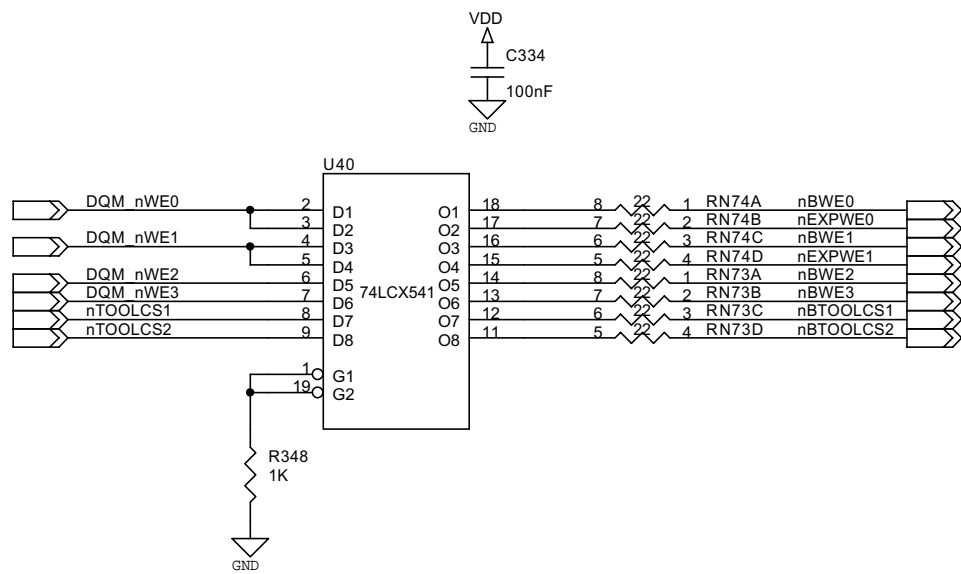 VDD
C334
100nF
GND
U40
DQM_nWE0 2 D1 O1 18 8 22 1 RN74A nBWE0
3 D2 O2 17 7 22 2 RN74B nEXPWE0
DQM_nWE1 4 D3 O3 16 6 22 3 RN74C nBWE1
5 D4 O4 15 5 22 4 RN74D nEXPWE1
DQM_nWE2 6 D5 O5 14 8 22 1 RN73A nBWE2
74LCX541
DQM_nWE3 7 D6 O6 13 7 22 2 RN73B nBWE3
nTOOLCS1 8 D7 O7 12 6 22 3 RN73C nBTOOLCS1
nTOOLCS2 9 D8 O8 11 5 22 4 RN73D nBTOOLCS2
1 G1
19 G2
R348
1K
GND